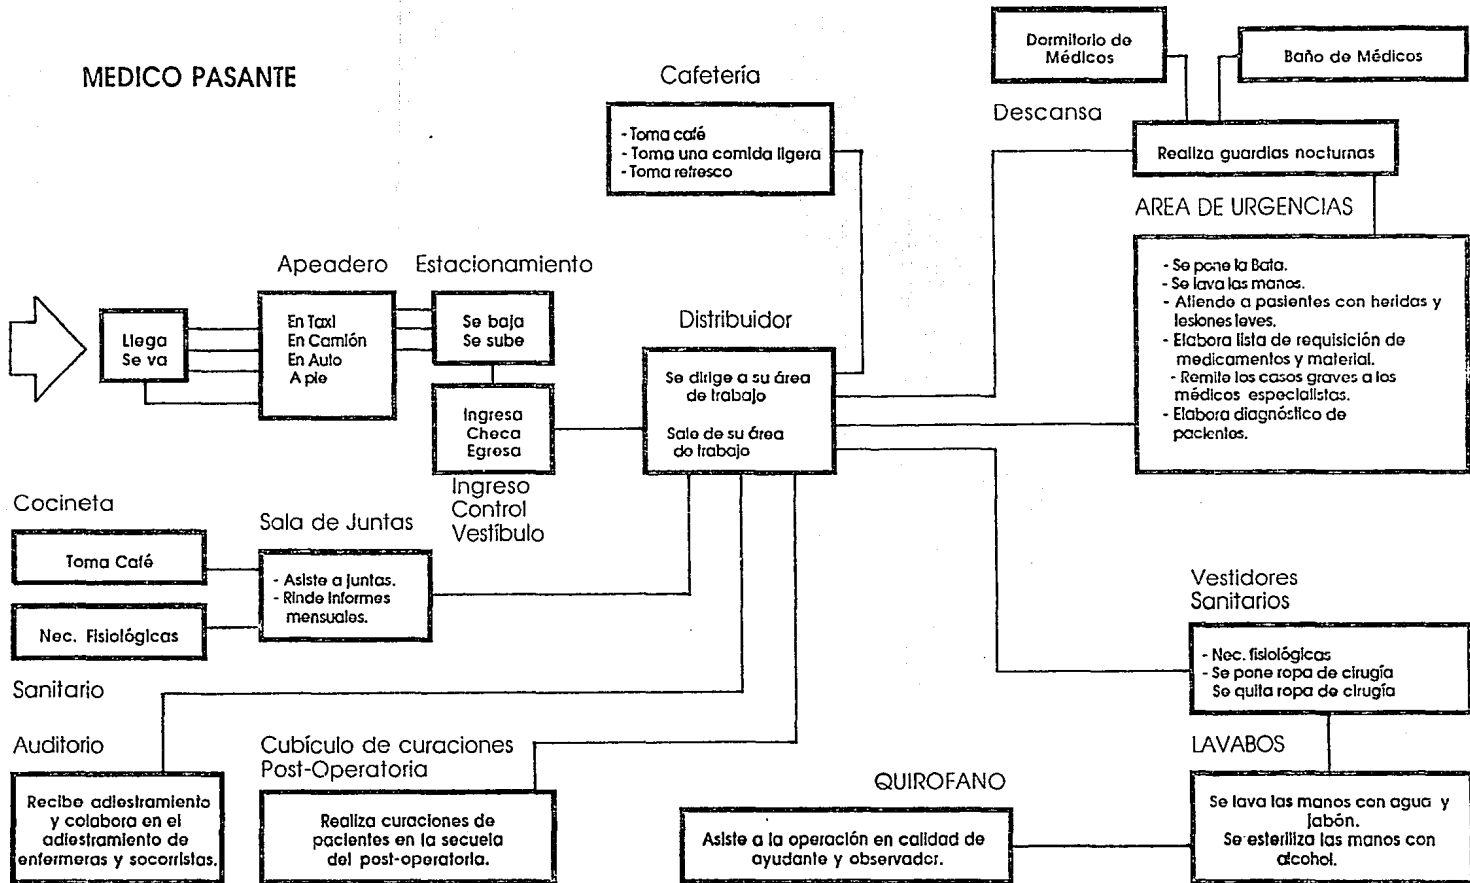 MEDICO PASANTE
Cafetería
- Toma café
- Toma una comida ligera
- Toma refresco
Dormitorio de
Médicos
Baño de Médicos
Descansa
Realiza guardias nocturnas
AREA DE URGENCIAS
- Se pone la Bata.
- Se lava las manos.
- Atiende a pasientes con heridas y
lesiones leves.
- Elabora lista de requisición de
medicamentos y material.
- Remite los casos graves a los
médicos especialistas.
- Elabora diagnóstico de
pacientes.
Llega
Se va
Apeadero
En Taxi
En Camión
En Auto
A pie
Estacionamiento
Se baja
Se sube
Ingresa
Checa
Egresa
Ingreso
Control
Vestíbulo
Distribuidor
Se dirige a su área
de trabajo
Sale de su área
de trabajo
Cocineta
Toma Café
Nec. Fisiológicas
Sanitario
Sala de Juntas
- Asiste a juntas.
- Rinde informes
mensuales.
Vestidores
Sanitarios
- Nec. fisiológicas
- Se pone ropa de cirugía
Se quita ropa de cirugía
Auditorio
Recibe adiestramiento
y colabora en el
adiestramiento de
enfermeras y socorristas.
Cubículo de curaciones
Post-Operatoria
Realiza curaciones de
pacientes en la secuela
del post-operatoria.
QUIROFANO
Asiste a la operación en calidad de
ayudante y observador.
LAVABOS
Se lava las manos con agua y
jabón.
Se esteriliza las manos con
alcohol.